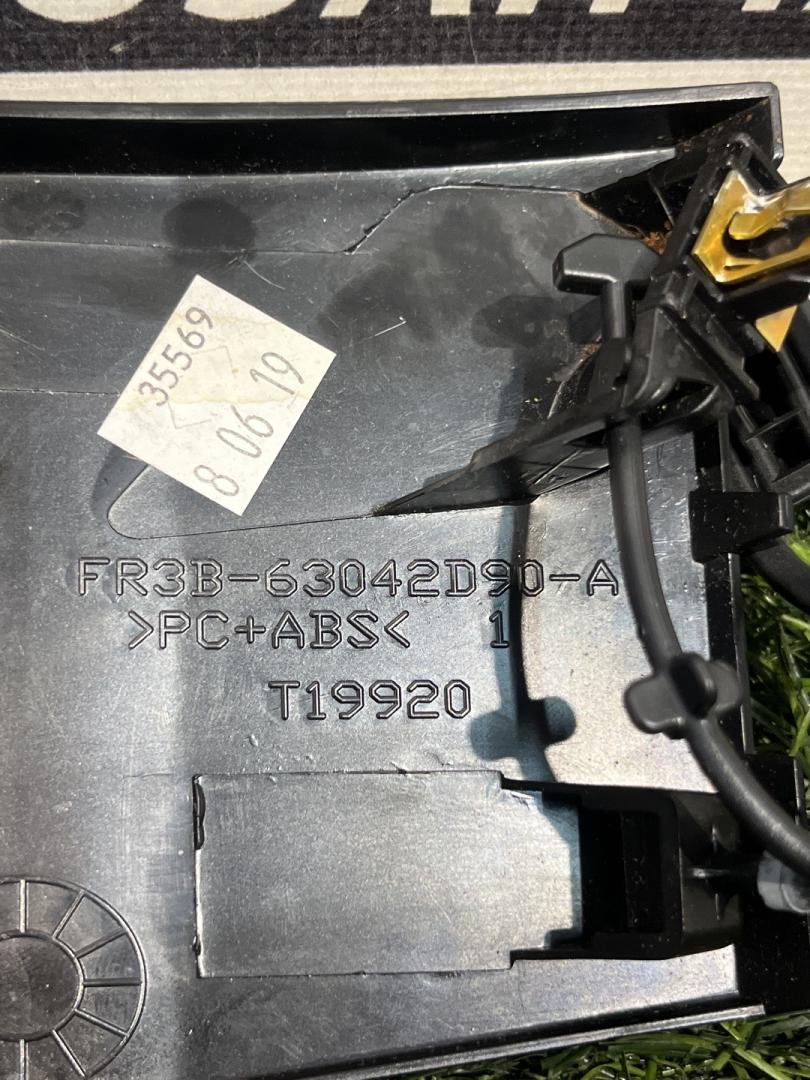 35569
8 06 19
FR3B-63042D90-A
>PC+ABS< 1
T19920